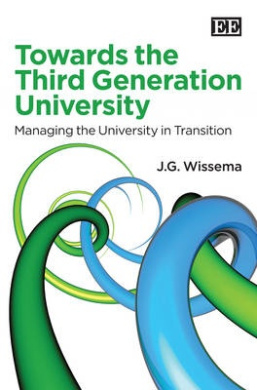 EE
Towards the
Third Generation
University
Managing the University in Transition
J.G. Wissema